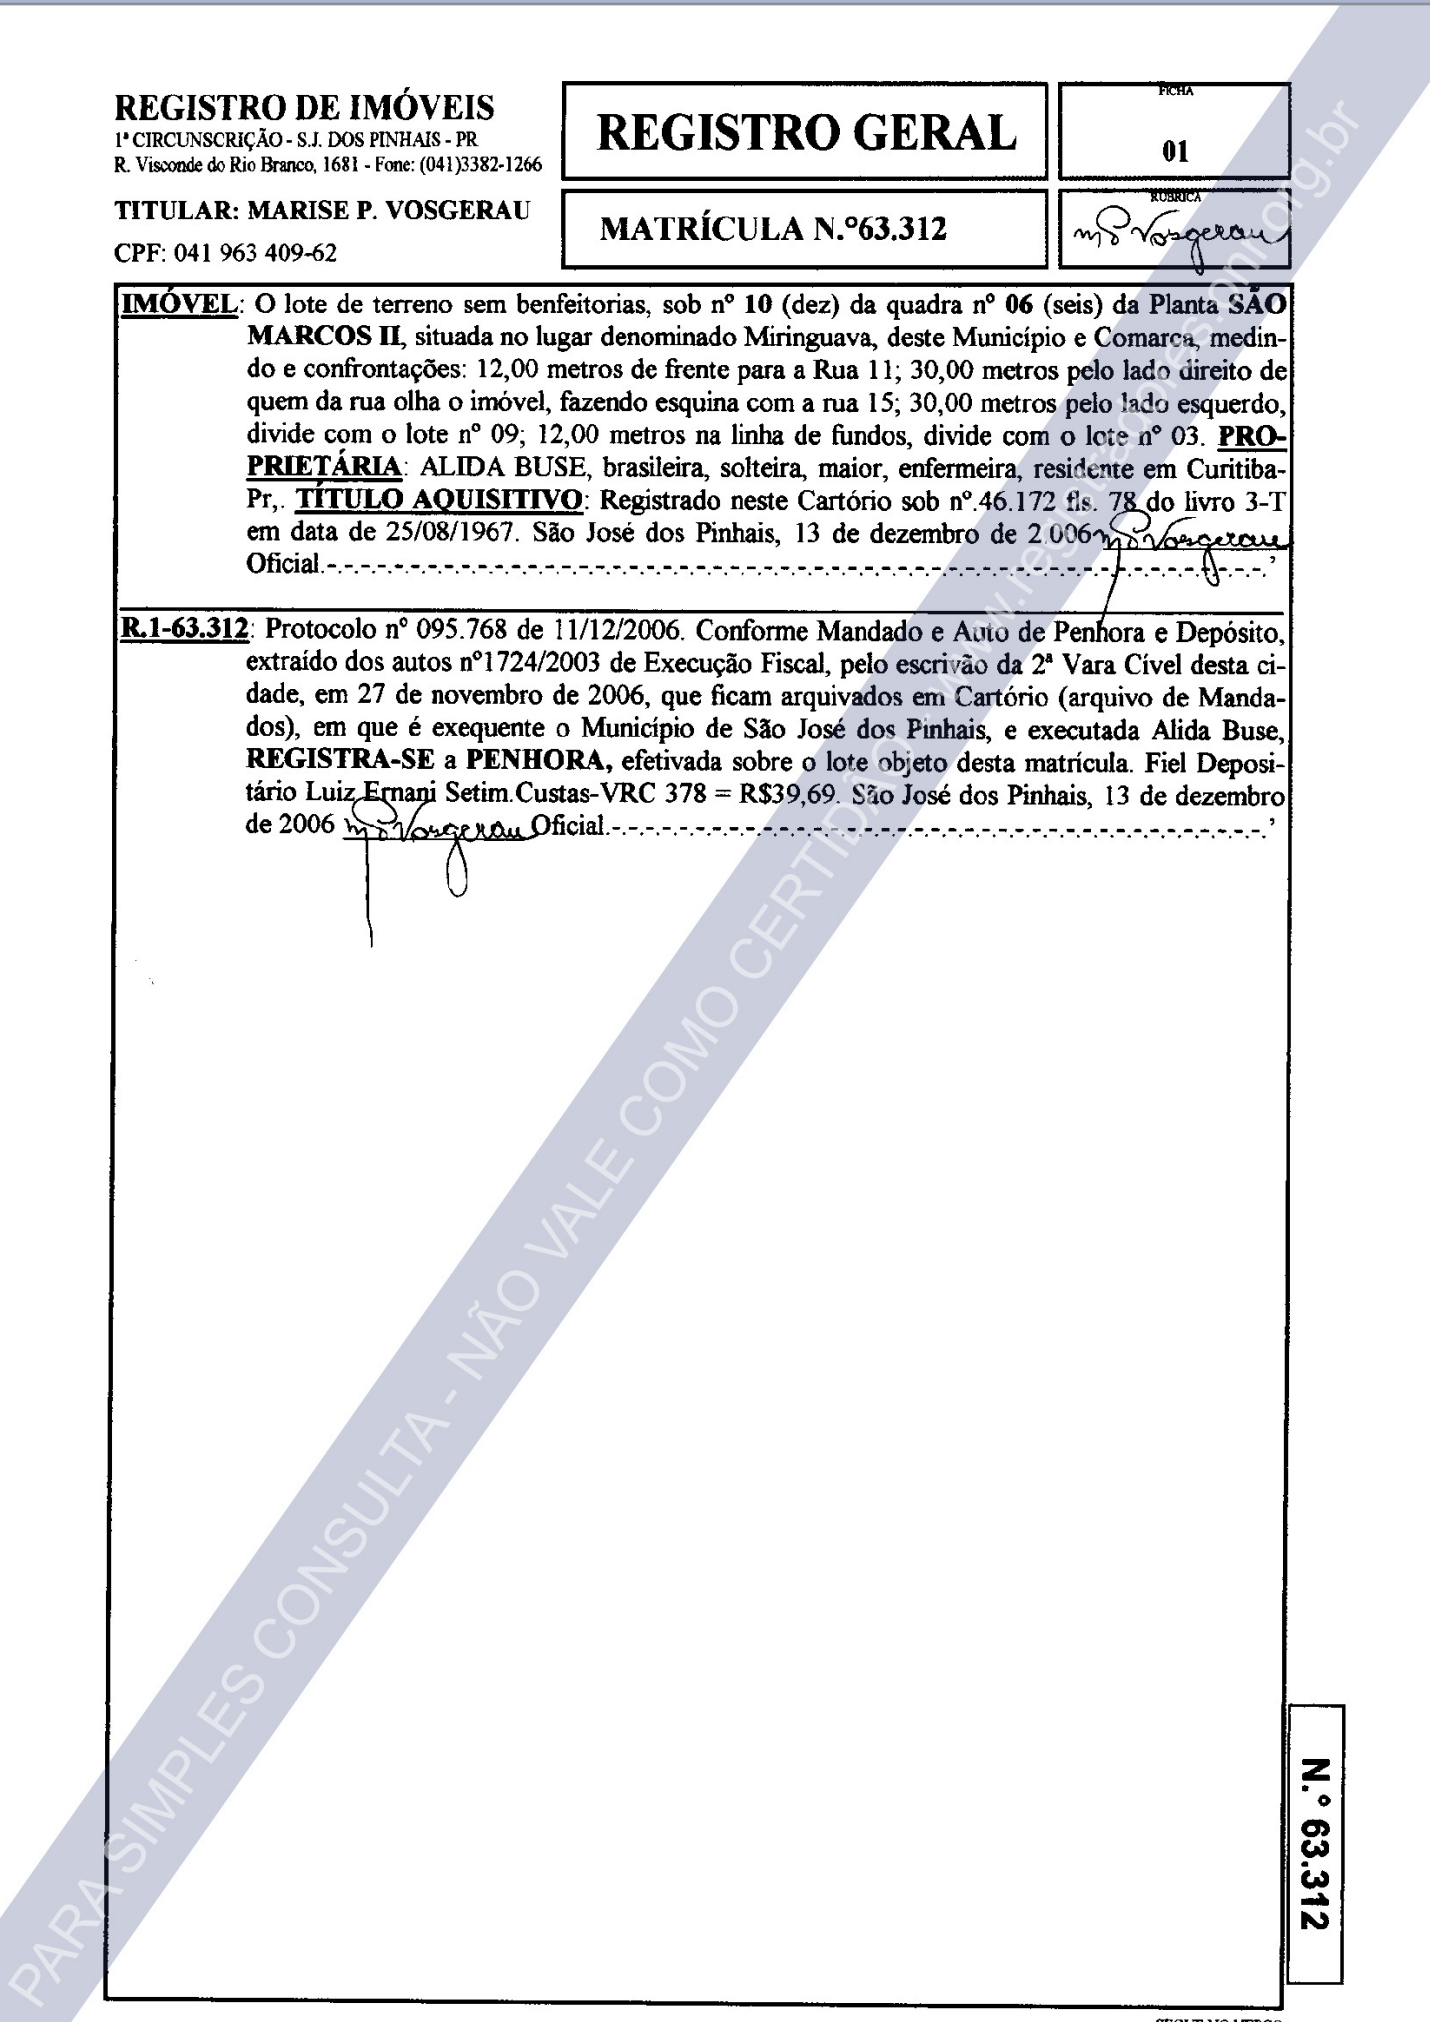 REGISTRO DE IMÓVEIS
1ª CIRCUNSCRIÇÃO - S.J. DOS PINHAIS - PR
R. Visconde do Rio Branco, 1681 - Fone: (041)3382-1266
TITULAR: MARISE P. VOSGERAU
CPF: 041 963 409-62
REGISTRO GERAL
MATRÍCULA N.º63.312
FICHA
01
RUBRICA
mP Vosgerau
IMÓVEL: O lote de terreno sem benfeitorias, sob nº 10 (dez) da quadra nº 06 (seis) da Planta SÃO
MARCOS II, situada no lugar denominado Miringuava, deste Município e Comarca, medin-
do e confrontações: 12,00 metros de frente para a Rua 11; 30,00 metros pelo lado direito de
quem da rua olha o imóvel, fazendo esquina com a rua 15; 30,00 metros pelo lado esquerdo,
divide com o lote nº 09; 12,00 metros na linha de fundos, divide com o lote nº 03. PRO-
PRIETÁRIA: ALIDA BUSE, brasileira, solteira, maior, enfermeira, residente em Curitiba-
Pr,. TÍTULO AQUISITIVO: Registrado neste Cartório sob nº.46.172 fls. 78 do livro 3-T
em data de 25/08/1967. São José dos Pinhais, 13 de dezembro de 2.006 mP Vosgerau
Oficial.-.-.-.-.-.-.-.-.-.-.-.-.-.-.-.-.-.-.-.-.-.-.-.-.-.-.-.-.-.-.-.-.-.-.-.-.-.-.-.-.-.-.-.-.-.-.-.-.-.-.-.-.-.-.-.-.’
R.1-63.312: Protocolo nº 095.768 de 11/12/2006. Conforme Mandado e Auto de Penhora e Depósito,
extraído dos autos nº1724/2003 de Execução Fiscal, pelo escrivão da 2ª Vara Cível desta ci-
dade, em 27 de novembro de 2006, que ficam arquivados em Cartório (arquivo de Manda-
dos), em que é exequente o Município de São José dos Pinhais, e executada Alida Buse,
REGISTRA-SE a PENHORA, efetivada sobre o lote objeto desta matrícula. Fiel Deposi-
tário Luiz Ernani Setim.Custas-VRC 378 = R$39,69. São José dos Pinhais, 13 de dezembro
de 2006 mP Vosgerau Oficial.-.-.-.-.-.-.-.-.-.-.-.-.-.-.-.-.-.-.-.-.-.-.-.-.-.-.-.-.-.-.-.-.-.-.-.-.-.-.-.-.’
N.º 63.312
PARA SIMPLES CONSULTA - NÃO VALE COMO CERTIDÃO - www.registradores.onr.org.br